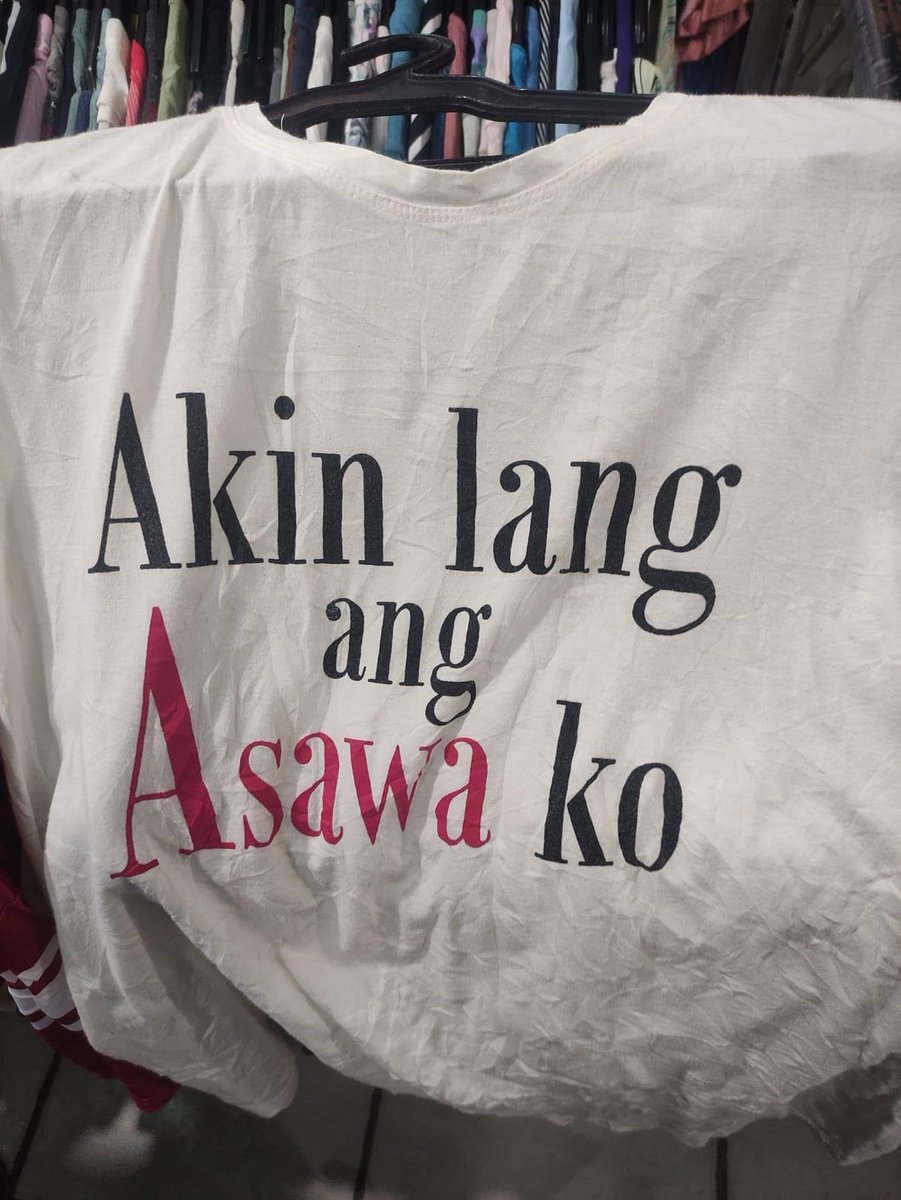 Akin lang
ang
Asawa ko